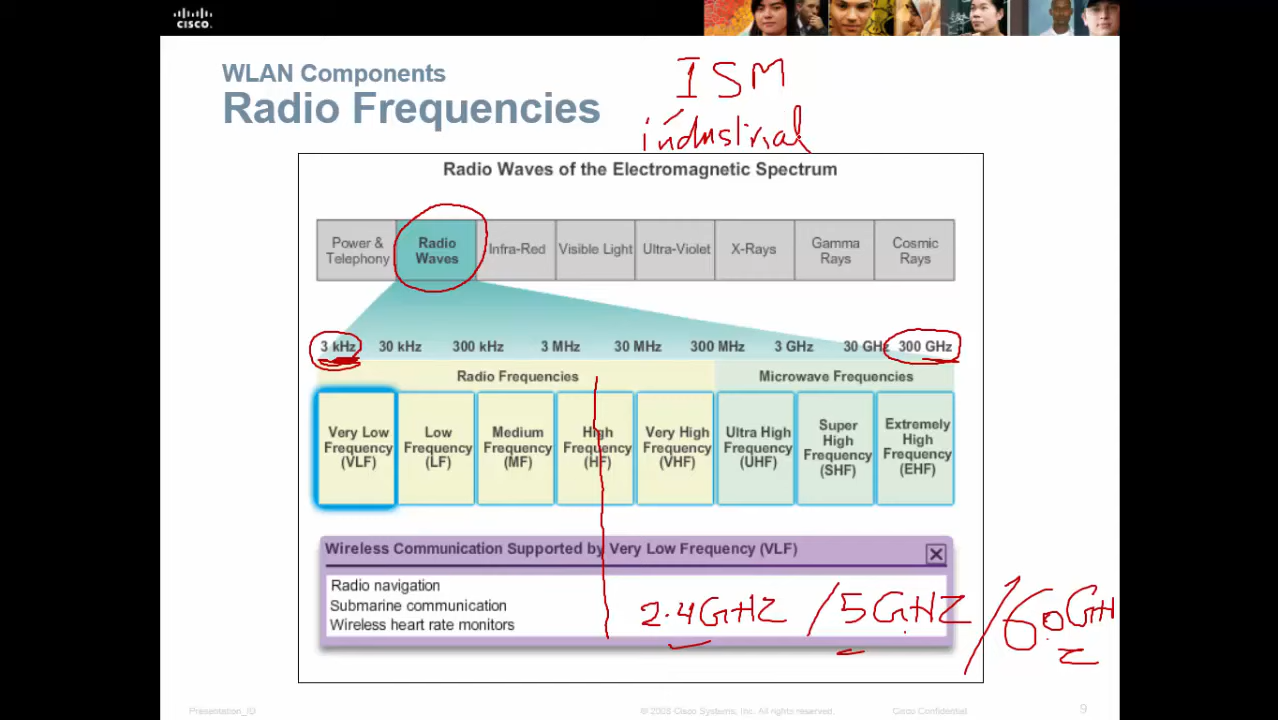 CISCO
WLAN Components
Radio Frequencies
ISM
industrial
Radio Waves of the Electromagnetic Spectrum
Power & Telephony Radio Waves Infra-Red Visible Light Ultra-Violet X-Rays Gamma Rays Cosmic Rays
3 kHz 30 kHz 300 kHz 3 MHz 30 MHz 300 MHz 3 GHz 30 GHz 300 GHz
Radio Frequencies Microwave Frequencies
Very Low Frequency (VLF) Low Frequency (LF) Medium Frequency (MF) High Frequency (HF) Very High Frequency (VHF) Ultra High Frequency (UHF) Super High Frequency (SHF) Extremely High Frequency (EHF)
Wireless Communication Supported by Very Low Frequency (VLF)
Radio navigation
Submarine communication
Wireless heart rate monitors
2.4GHZ / 5GHZ / 60GHZ
Presentation_ID © 2008 Cisco Systems, Inc. All rights reserved. Cisco Confidential 9